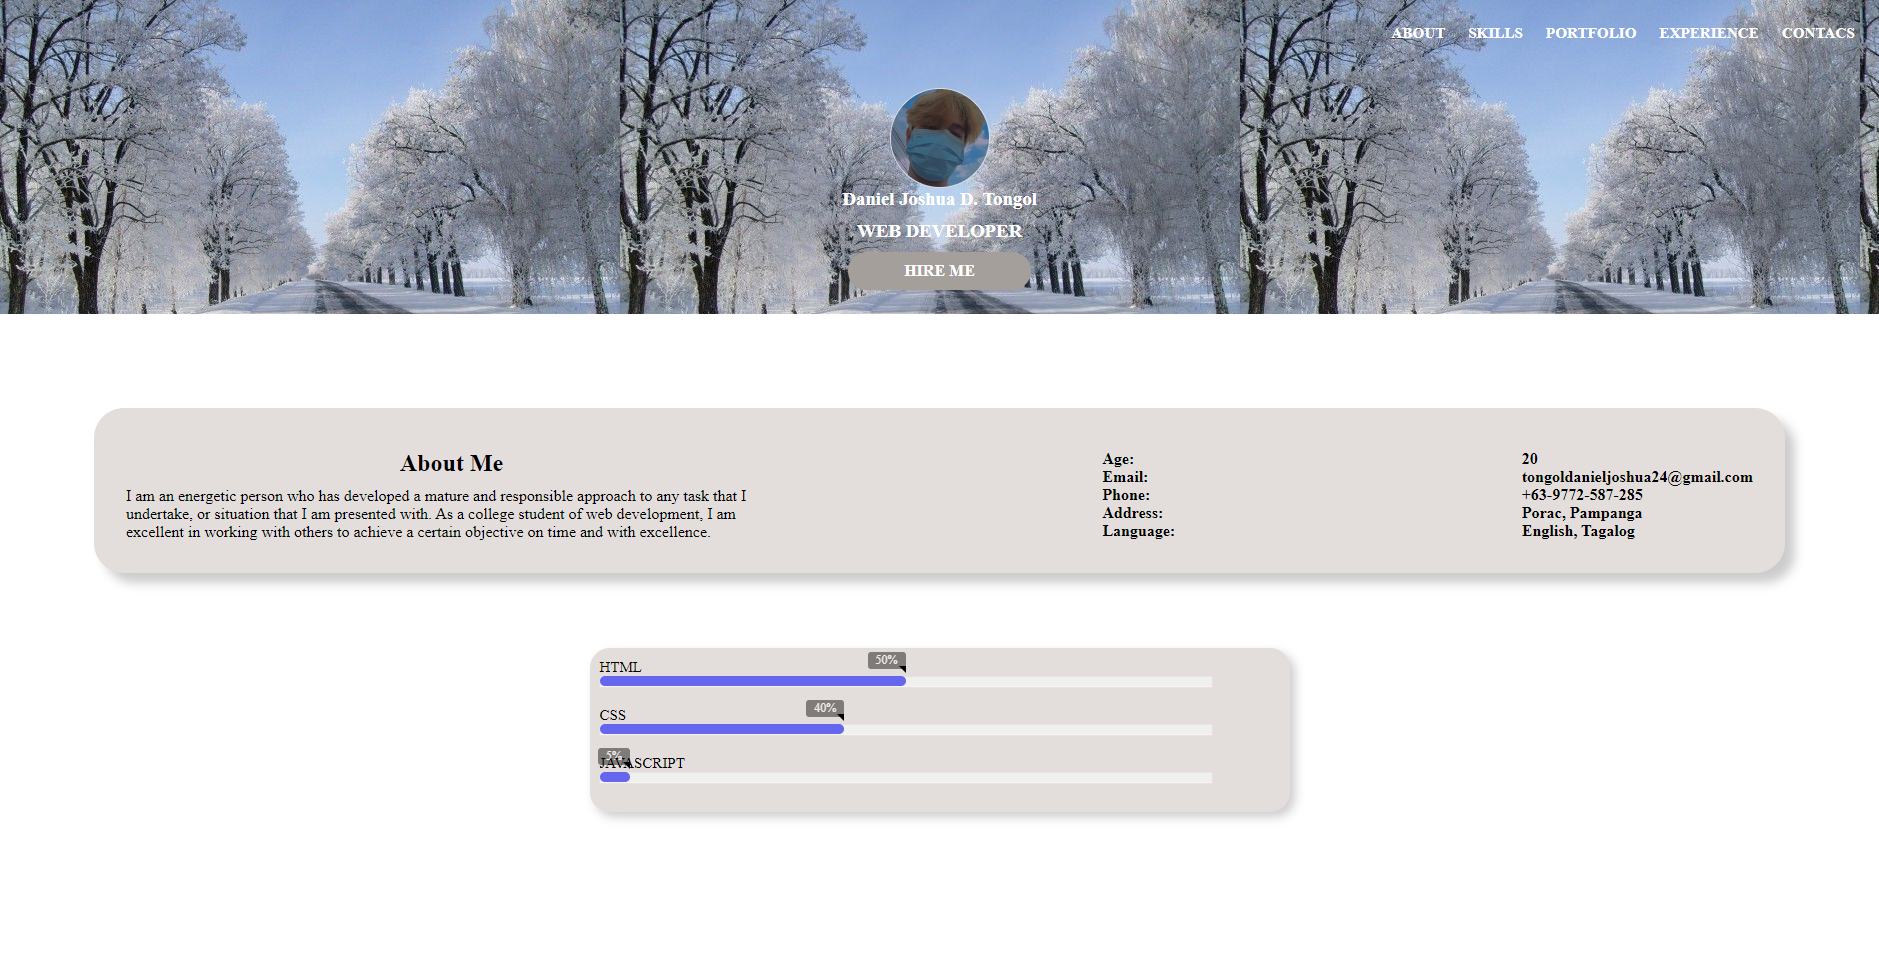 ABOUT SKILLS PORTFOLIO EXPERIENCE CONTACS
Daniel Joshua D. Tongol
WEB DEVELOPER
HIRE ME
About Me
I am an energetic person who has developed a mature and responsible approach to any task that I
undertake, or situation that I am presented with. As a college student of web development, I am
excellent in working with others to achieve a certain objective on time and with excellence.
Age: 20
Email: tongoldanieljoshua24@gmail.com
Phone: +63-9772-587-285
Address: Porac, Pampanga
Language: English, Tagalog
50%
HTML
40%
CSS
5%
JAVASCRIPT